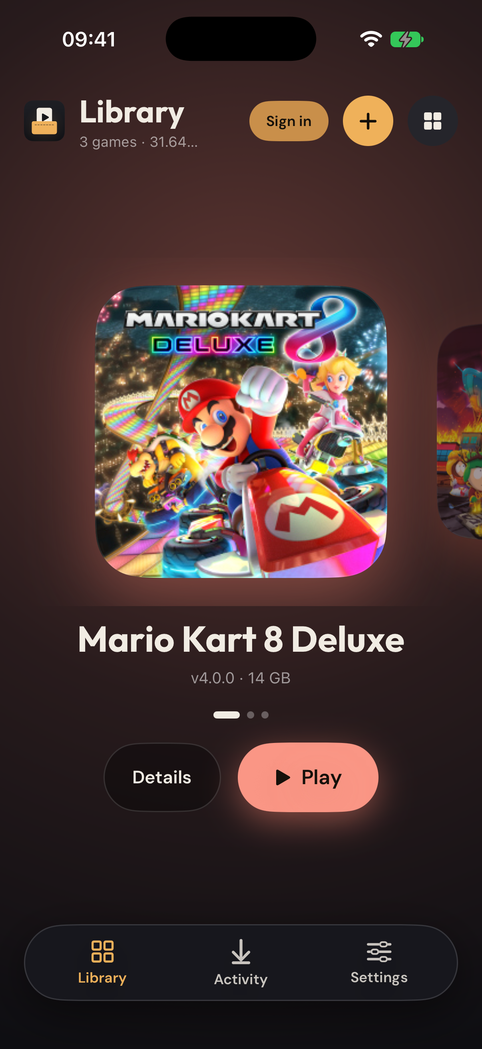 09:41
Library
3 games · 31.64...
Sign in
MARIOKART 8
DELUXE
Mario Kart 8 Deluxe
v4.0.0 · 14 GB
Details
Play
Library
Activity
Settings